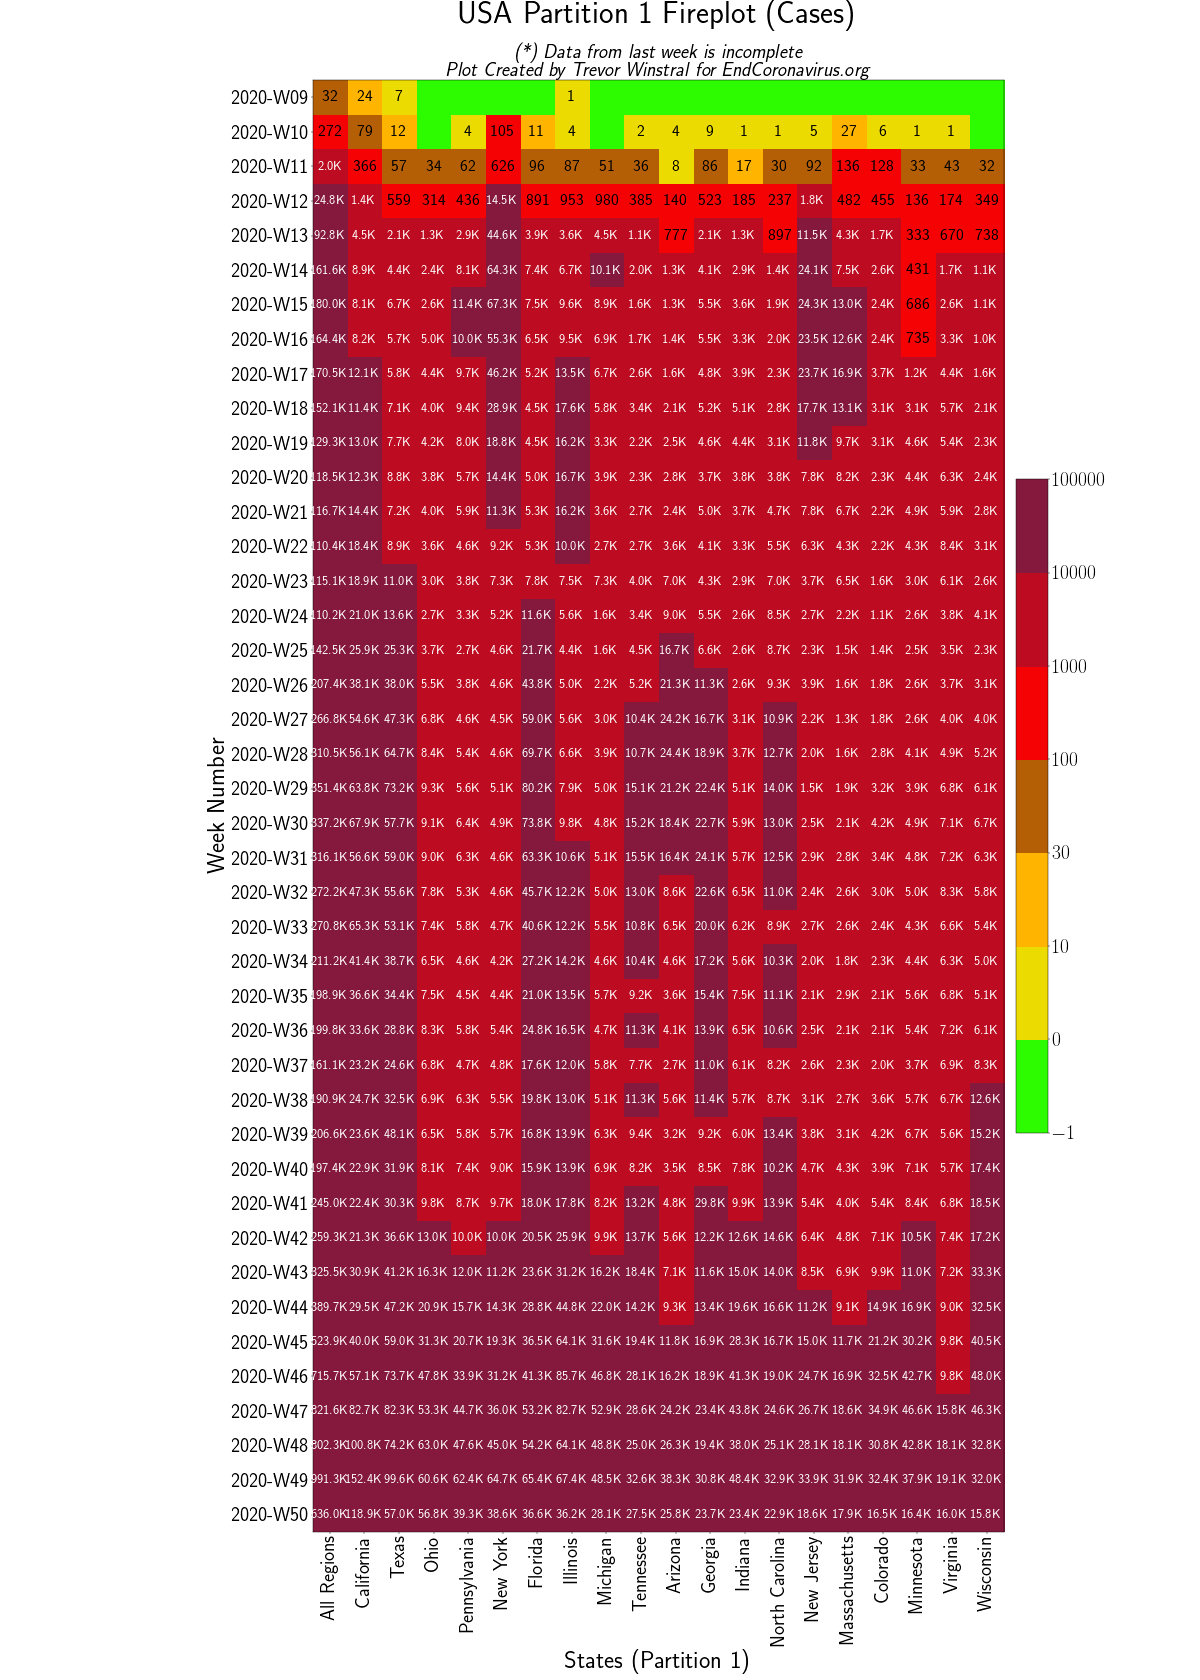 USA Partition 1 Fireplot (Cases)
(*) Data from last week is incomplete
Plot Created by Trevor Winstral for EndCoronavirus.org
2020-W09 32 24 7 1
2020-W10 272 79 12 4 105 11 4 2 4 9 1 1 5 27 6 1 1
2020-W11 2.0K 366 57 34 62 626 96 87 51 36 8 86 17 30 92 136 128 33 43 32
2020-W12 24.8K 1.4K 559 314 436 14.5K 891 953 980 385 140 523 185 237 1.8K 482 455 136 174 349
2020-W13 92.8K 4.5K 2.1K 1.3K 2.9K 44.6K 3.9K 3.6K 4.5K 1.1K 777 2.1K 1.3K 897 11.5K 4.3K 1.7K 333 670 738
2020-W14 161.6K 8.9K 4.4K 2.4K 8.1K 64.3K 7.4K 6.7K 10.1K 2.0K 1.3K 4.1K 2.9K 1.4K 24.1K 7.5K 2.6K 431 1.7K 1.1K
2020-W15 180.0K 8.1K 6.7K 2.6K 11.4K 67.3K 7.5K 9.6K 8.9K 1.6K 1.3K 5.5K 3.6K 1.9K 24.3K 13.0K 2.4K 686 2.6K 1.1K
2020-W16 164.4K 8.2K 5.7K 5.0K 10.0K 55.3K 6.5K 9.5K 6.9K 1.7K 1.4K 5.5K 3.3K 2.0K 23.5K 12.6K 2.4K 735 3.3K 1.0K
2020-W17 170.5K 12.1K 5.8K 4.4K 9.7K 46.2K 5.2K 13.5K 6.7K 2.6K 1.6K 4.8K 3.9K 2.3K 23.7K 16.9K 3.7K 1.2K 4.4K 1.6K
2020-W18 152.1K 11.4K 7.1K 4.0K 9.4K 28.9K 4.5K 17.6K 5.8K 3.4K 2.1K 5.2K 5.1K 2.8K 17.7K 13.1K 3.1K 3.1K 5.7K 2.1K
2020-W19 129.3K 13.0K 7.7K 4.2K 8.0K 18.8K 4.5K 16.2K 3.3K 2.2K 2.5K 4.6K 4.4K 3.1K 11.8K 9.7K 3.1K 4.6K 5.4K 2.3K
2020-W20 118.5K 12.3K 8.8K 3.8K 5.7K 14.4K 5.0K 16.7K 3.9K 2.3K 2.8K 3.7K 3.8K 3.8K 7.8K 8.2K 2.3K 4.4K 6.3K 2.4K
2020-W21 116.7K 14.4K 7.2K 4.0K 5.9K 11.3K 5.3K 16.2K 3.6K 2.7K 2.4K 5.0K 3.7K 4.7K 7.8K 6.7K 2.2K 4.9K 5.9K 2.8K
2020-W22 110.4K 18.4K 8.9K 3.6K 4.6K 9.2K 5.3K 10.0K 2.7K 2.7K 3.6K 4.1K 3.3K 5.5K 6.3K 4.3K 2.2K 4.3K 8.4K 3.1K
2020-W23 115.1K 18.9K 11.0K 3.0K 3.8K 7.3K 7.8K 7.5K 7.3K 4.0K 7.0K 4.3K 2.9K 7.0K 3.7K 6.5K 1.6K 3.0K 6.1K 2.6K
2020-W24 110.2K 21.0K 13.6K 2.7K 3.3K 5.2K 11.6K 5.6K 1.6K 3.4K 9.0K 5.5K 2.6K 8.5K 2.7K 2.2K 1.1K 2.6K 3.8K 4.1K
2020-W25 142.5K 25.9K 25.3K 3.7K 2.7K 4.6K 21.7K 4.4K 1.6K 4.5K 16.7K 6.6K 2.6K 8.7K 2.3K 1.5K 1.4K 2.5K 3.5K 2.3K
2020-W26 207.4K 38.1K 38.0K 5.5K 3.8K 4.6K 43.8K 5.0K 2.2K 5.2K 21.3K 11.3K 2.6K 9.3K 3.9K 1.6K 1.8K 2.6K 3.7K 3.1K
2020-W27 266.8K 54.6K 47.3K 6.8K 4.6K 4.5K 59.0K 5.6K 3.0K 10.4K 24.2K 16.7K 3.1K 10.9K 2.2K 1.3K 1.8K 2.6K 4.0K 4.0K
2020-W28 310.5K 56.1K 64.7K 8.4K 5.4K 4.6K 69.7K 6.6K 3.9K 10.7K 24.4K 18.9K 3.7K 12.7K 2.0K 1.6K 2.8K 4.1K 4.9K 5.2K
2020-W29 351.4K 63.8K 73.2K 9.3K 5.6K 5.1K 80.2K 7.9K 5.0K 15.1K 21.2K 22.4K 5.1K 14.0K 1.5K 1.9K 3.2K 3.9K 6.8K 6.1K
2020-W30 337.2K 67.9K 57.7K 9.1K 6.4K 4.9K 73.8K 9.8K 4.8K 15.2K 18.4K 22.7K 5.9K 13.0K 2.5K 2.1K 4.2K 4.9K 7.1K 6.7K
2020-W31 316.1K 56.6K 59.0K 9.0K 6.3K 4.6K 63.3K 10.6K 5.1K 15.5K 16.4K 24.1K 5.7K 12.5K 2.9K 2.8K 3.4K 4.8K 7.2K 6.3K
2020-W32 272.2K 47.3K 55.6K 7.8K 5.3K 4.6K 45.7K 12.2K 5.0K 13.0K 8.6K 22.6K 6.5K 11.0K 2.4K 2.6K 3.0K 5.0K 8.3K 5.8K
2020-W33 270.8K 65.3K 53.1K 7.4K 5.8K 4.7K 40.6K 12.2K 5.5K 10.8K 6.5K 20.0K 6.2K 8.9K 2.7K 2.6K 2.4K 4.3K 6.6K 5.4K
2020-W34 211.2K 41.4K 38.7K 6.5K 4.6K 4.2K 27.2K 14.2K 4.6K 10.4K 4.6K 17.2K 5.6K 10.3K 2.0K 1.8K 2.3K 4.4K 6.3K 5.0K
2020-W35 198.9K 36.6K 34.4K 7.5K 4.5K 4.4K 21.0K 13.5K 5.7K 9.2K 3.6K 15.4K 7.5K 11.1K 2.1K 2.9K 2.1K 5.6K 6.8K 5.1K
2020-W36 199.8K 33.6K 28.8K 8.3K 5.8K 5.4K 24.8K 16.5K 4.7K 11.3K 4.1K 13.9K 6.5K 10.6K 2.5K 2.1K 2.1K 5.4K 7.2K 6.1K
2020-W37 161.1K 23.2K 24.6K 6.8K 4.7K 4.8K 17.6K 12.0K 5.8K 7.7K 2.7K 11.0K 6.1K 8.2K 2.6K 2.3K 2.0K 3.7K 6.9K 8.3K
2020-W38 190.9K 24.7K 32.5K 6.9K 6.3K 5.5K 19.8K 13.0K 5.1K 11.3K 5.6K 11.4K 5.7K 8.7K 3.1K 2.7K 3.6K 5.7K 6.7K 12.6K
2020-W39 206.6K 23.6K 48.1K 6.5K 5.8K 5.7K 16.8K 13.9K 6.3K 9.4K 3.2K 9.2K 6.0K 13.4K 3.8K 3.1K 4.2K 6.7K 5.6K 15.2K
2020-W40 197.4K 22.9K 31.9K 8.1K 7.4K 9.0K 15.9K 13.9K 6.9K 8.2K 3.5K 8.5K 7.8K 10.2K 4.7K 4.3K 3.9K 7.1K 5.7K 17.4K
2020-W41 245.0K 22.4K 30.3K 9.8K 8.7K 9.7K 18.0K 17.8K 8.2K 13.2K 4.8K 29.8K 9.9K 13.9K 5.4K 4.0K 5.4K 8.4K 6.8K 18.5K
2020-W42 259.3K 21.3K 36.6K 13.0K 10.0K 10.0K 20.5K 25.9K 9.9K 13.7K 5.6K 12.2K 12.6K 14.6K 6.4K 4.8K 7.1K 10.5K 7.4K 17.2K
2020-W43 325.5K 30.9K 41.2K 16.3K 12.0K 11.2K 23.6K 31.2K 16.2K 18.4K 7.1K 11.6K 15.0K 14.0K 8.5K 6.9K 9.9K 11.0K 7.2K 33.3K
2020-W44 389.7K 29.5K 47.2K 20.9K 15.7K 14.3K 28.8K 44.8K 22.0K 14.2K 9.3K 13.4K 19.6K 16.6K 11.2K 9.1K 14.9K 16.9K 9.0K 32.5K
2020-W45 523.9K 40.0K 59.0K 31.3K 20.7K 19.3K 36.5K 64.1K 31.6K 19.4K 11.8K 16.9K 28.3K 16.7K 15.0K 11.7K 21.2K 30.2K 9.8K 40.5K
2020-W46 715.7K 57.1K 73.7K 47.8K 33.9K 31.2K 41.3K 85.7K 46.8K 28.1K 16.2K 18.9K 41.3K 19.0K 24.7K 16.9K 32.5K 42.7K 9.8K 48.0K
2020-W47 821.6K 82.7K 82.3K 53.3K 44.7K 36.0K 53.2K 82.7K 52.9K 28.6K 24.2K 23.4K 43.8K 24.6K 26.7K 18.6K 34.9K 46.6K 15.8K 46.3K
2020-W48 802.3K 100.8K 74.2K 63.0K 47.6K 45.0K 54.2K 64.1K 48.8K 25.0K 26.3K 19.4K 38.0K 25.1K 28.1K 18.1K 30.8K 42.8K 18.1K 32.8K
2020-W49 991.3K 152.4K 99.6K 60.6K 62.4K 64.7K 65.4K 67.4K 48.5K 32.6K 38.3K 30.8K 48.4K 32.9K 33.9K 31.9K 32.4K 37.9K 19.1K 32.0K
2020-W50 636.0K 118.9K 57.0K 56.8K 39.3K 38.6K 36.6K 36.2K 28.1K 27.5K 25.8K 23.7K 23.4K 22.9K 18.6K 17.9K 16.5K 16.4K 16.0K 15.8K
Week Number
All Regions
California
Texas
Ohio
Pennsylvania
New York
Florida
Illinois
Michigan
Tennessee
Arizona
Georgia
Indiana
North Carolina
New Jersey
Massachusetts
Colorado
Minnesota
Virginia
Wisconsin
States (Partition 1)
100000
10000
1000
100
30
10
0
−1